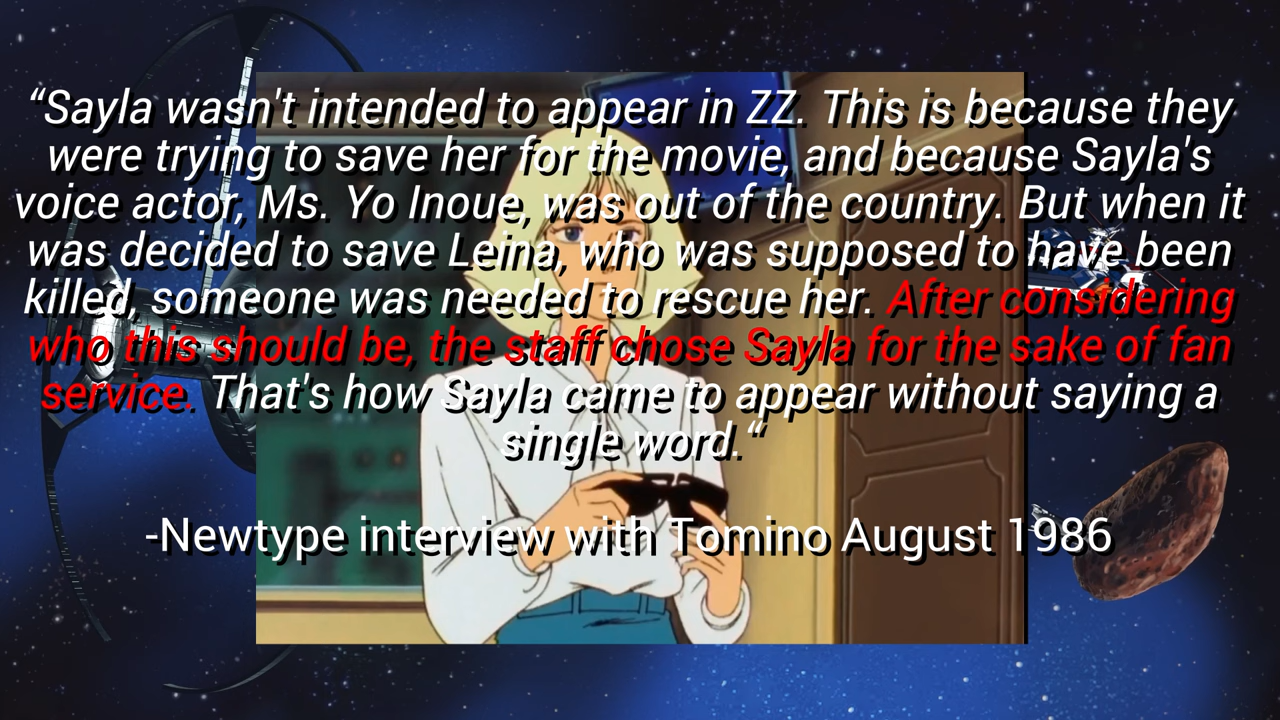 “Sayla wasn't intended to appear in ZZ. This is because they
were trying to save her for the movie, and because Sayla's
voice actor, Ms. Yo Inoue, was out of the country. But when it
was decided to save Leina, who was supposed to have been
killed, someone was needed to rescue her. After considering
who this should be, the staff chose Sayla for the sake of fan
service. That's how Sayla came to appear without saying a
single word.“
-Newtype interview with Tomino August 1986